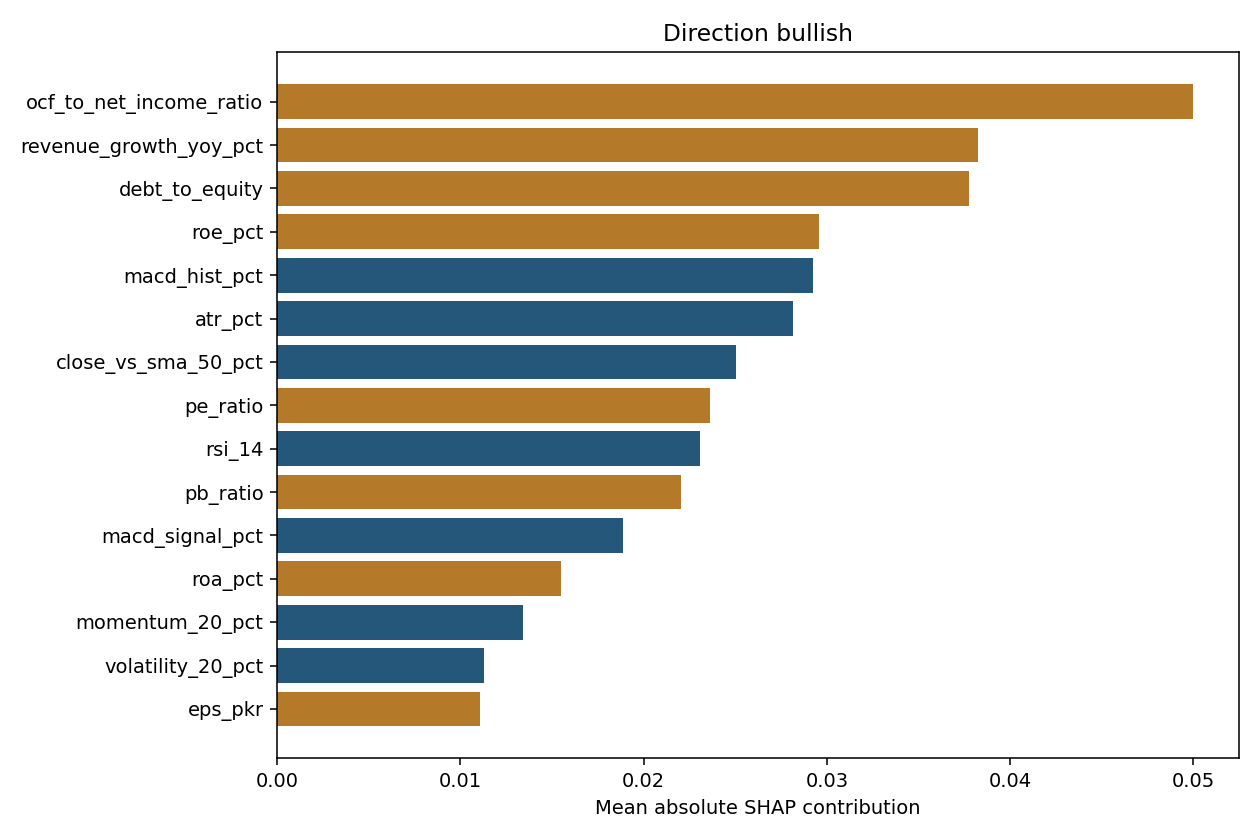 Direction bullish
ocf_to_net_income_ratio
revenue_growth_yoy_pct
debt_to_equity
roe_pct
macd_hist_pct
atr_pct
close_vs_sma_50_pct
pe_ratio
rsi_14
pb_ratio
macd_signal_pct
roa_pct
momentum_20_pct
volatility_20_pct
eps_pkr
0.00 0.01 0.02 0.03 0.04 0.05
Mean absolute SHAP contribution